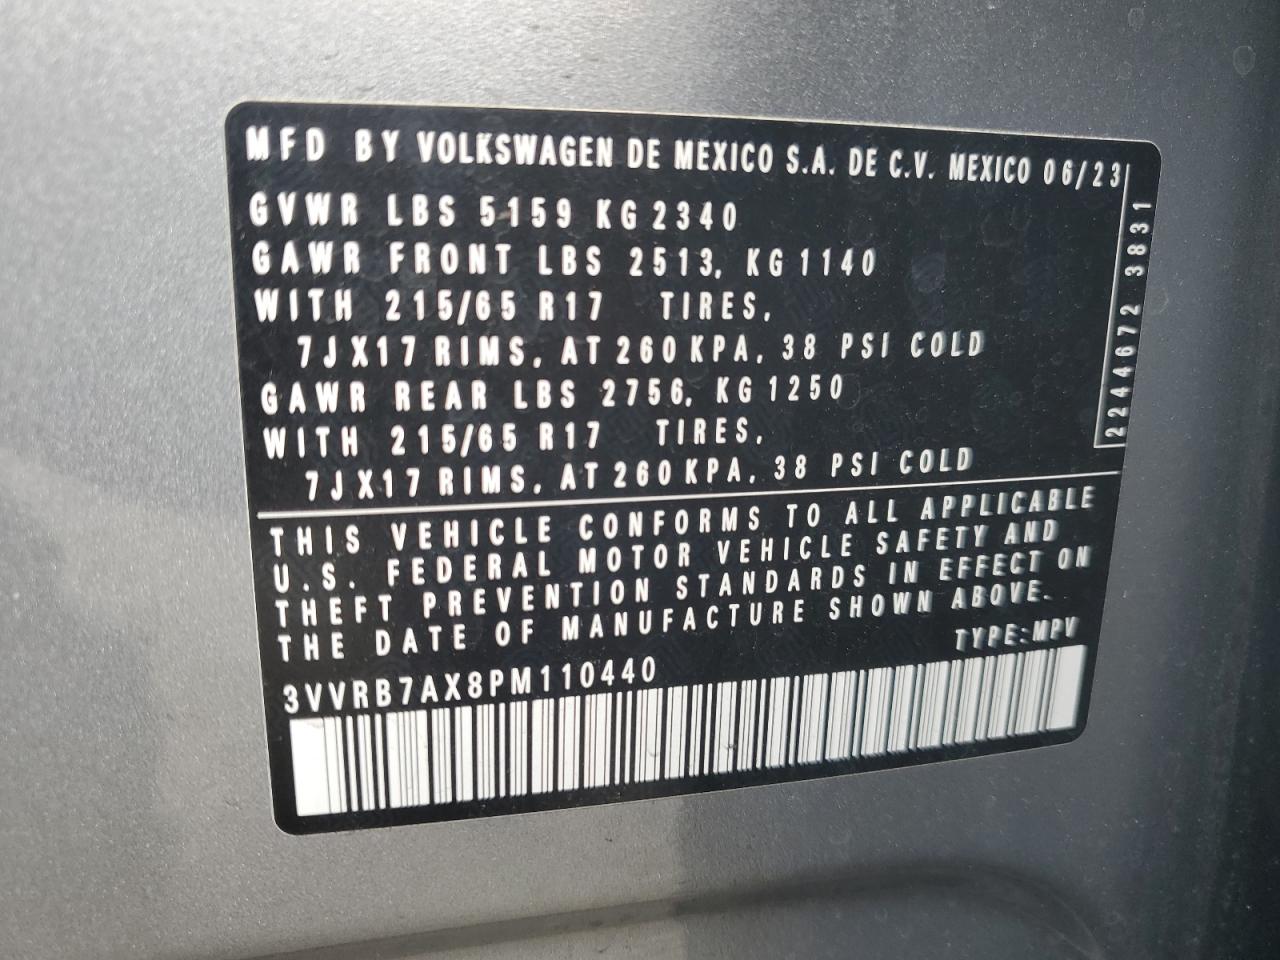 MFD BY VOLKSWAGEN DE MEXICO S.A. DE C.V. MEXICO 06/23
GVWR LBS 5159 KG 2340
GAWR FRONT LBS 2513, KG 1140
WITH 215/65 R17 TIRES,
7JX17 RIMS, AT 260 KPA, 38 PSI COLD
GAWR REAR LBS 2756, KG 1250
WITH 215/65 R17 TIRES,
7JX17 RIMS, AT 260 KPA, 38 PSI COLD
2244672 3831
THIS VEHICLE CONFORMS TO ALL APPLICABLE
U.S. FEDERAL MOTOR VEHICLE SAFETY AND
THEFT PREVENTION STANDARDS IN EFFECT ON
THE DATE OF MANUFACTURE SHOWN ABOVE.
TYPE: MPV
3VVRB7AX8PM110440